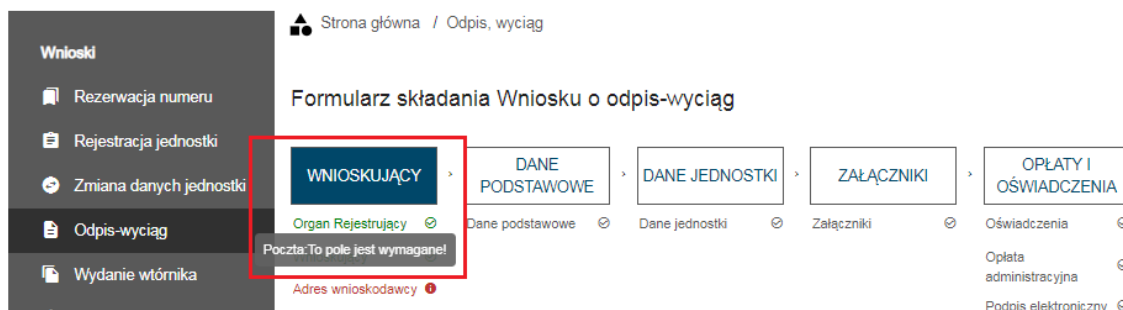 Strona główna / Odpis, wyciąg
Wnioski
Rezerwacja numeru
Rejestracja jednostki
Zmiana danych jednostki
Odpis-wyciąg
Wydanie wtórnika
Formularz składania Wniosku o odpis-wyciąg
WNIOSKUJĄCY
Organ Rejestrujący
Poczta:To pole jest wymagane!
Adres wnioskodawcy
DANE
PODSTAWOWE
Dane podstawowe
DANE JEDNOSTKI
Dane jednostki
ZAŁĄCZNIKI
Załączniki
OPŁATY I
OŚWIADCZENIA
Oświadczenia
Opłata
administracyjna
Podpis elektroniczny